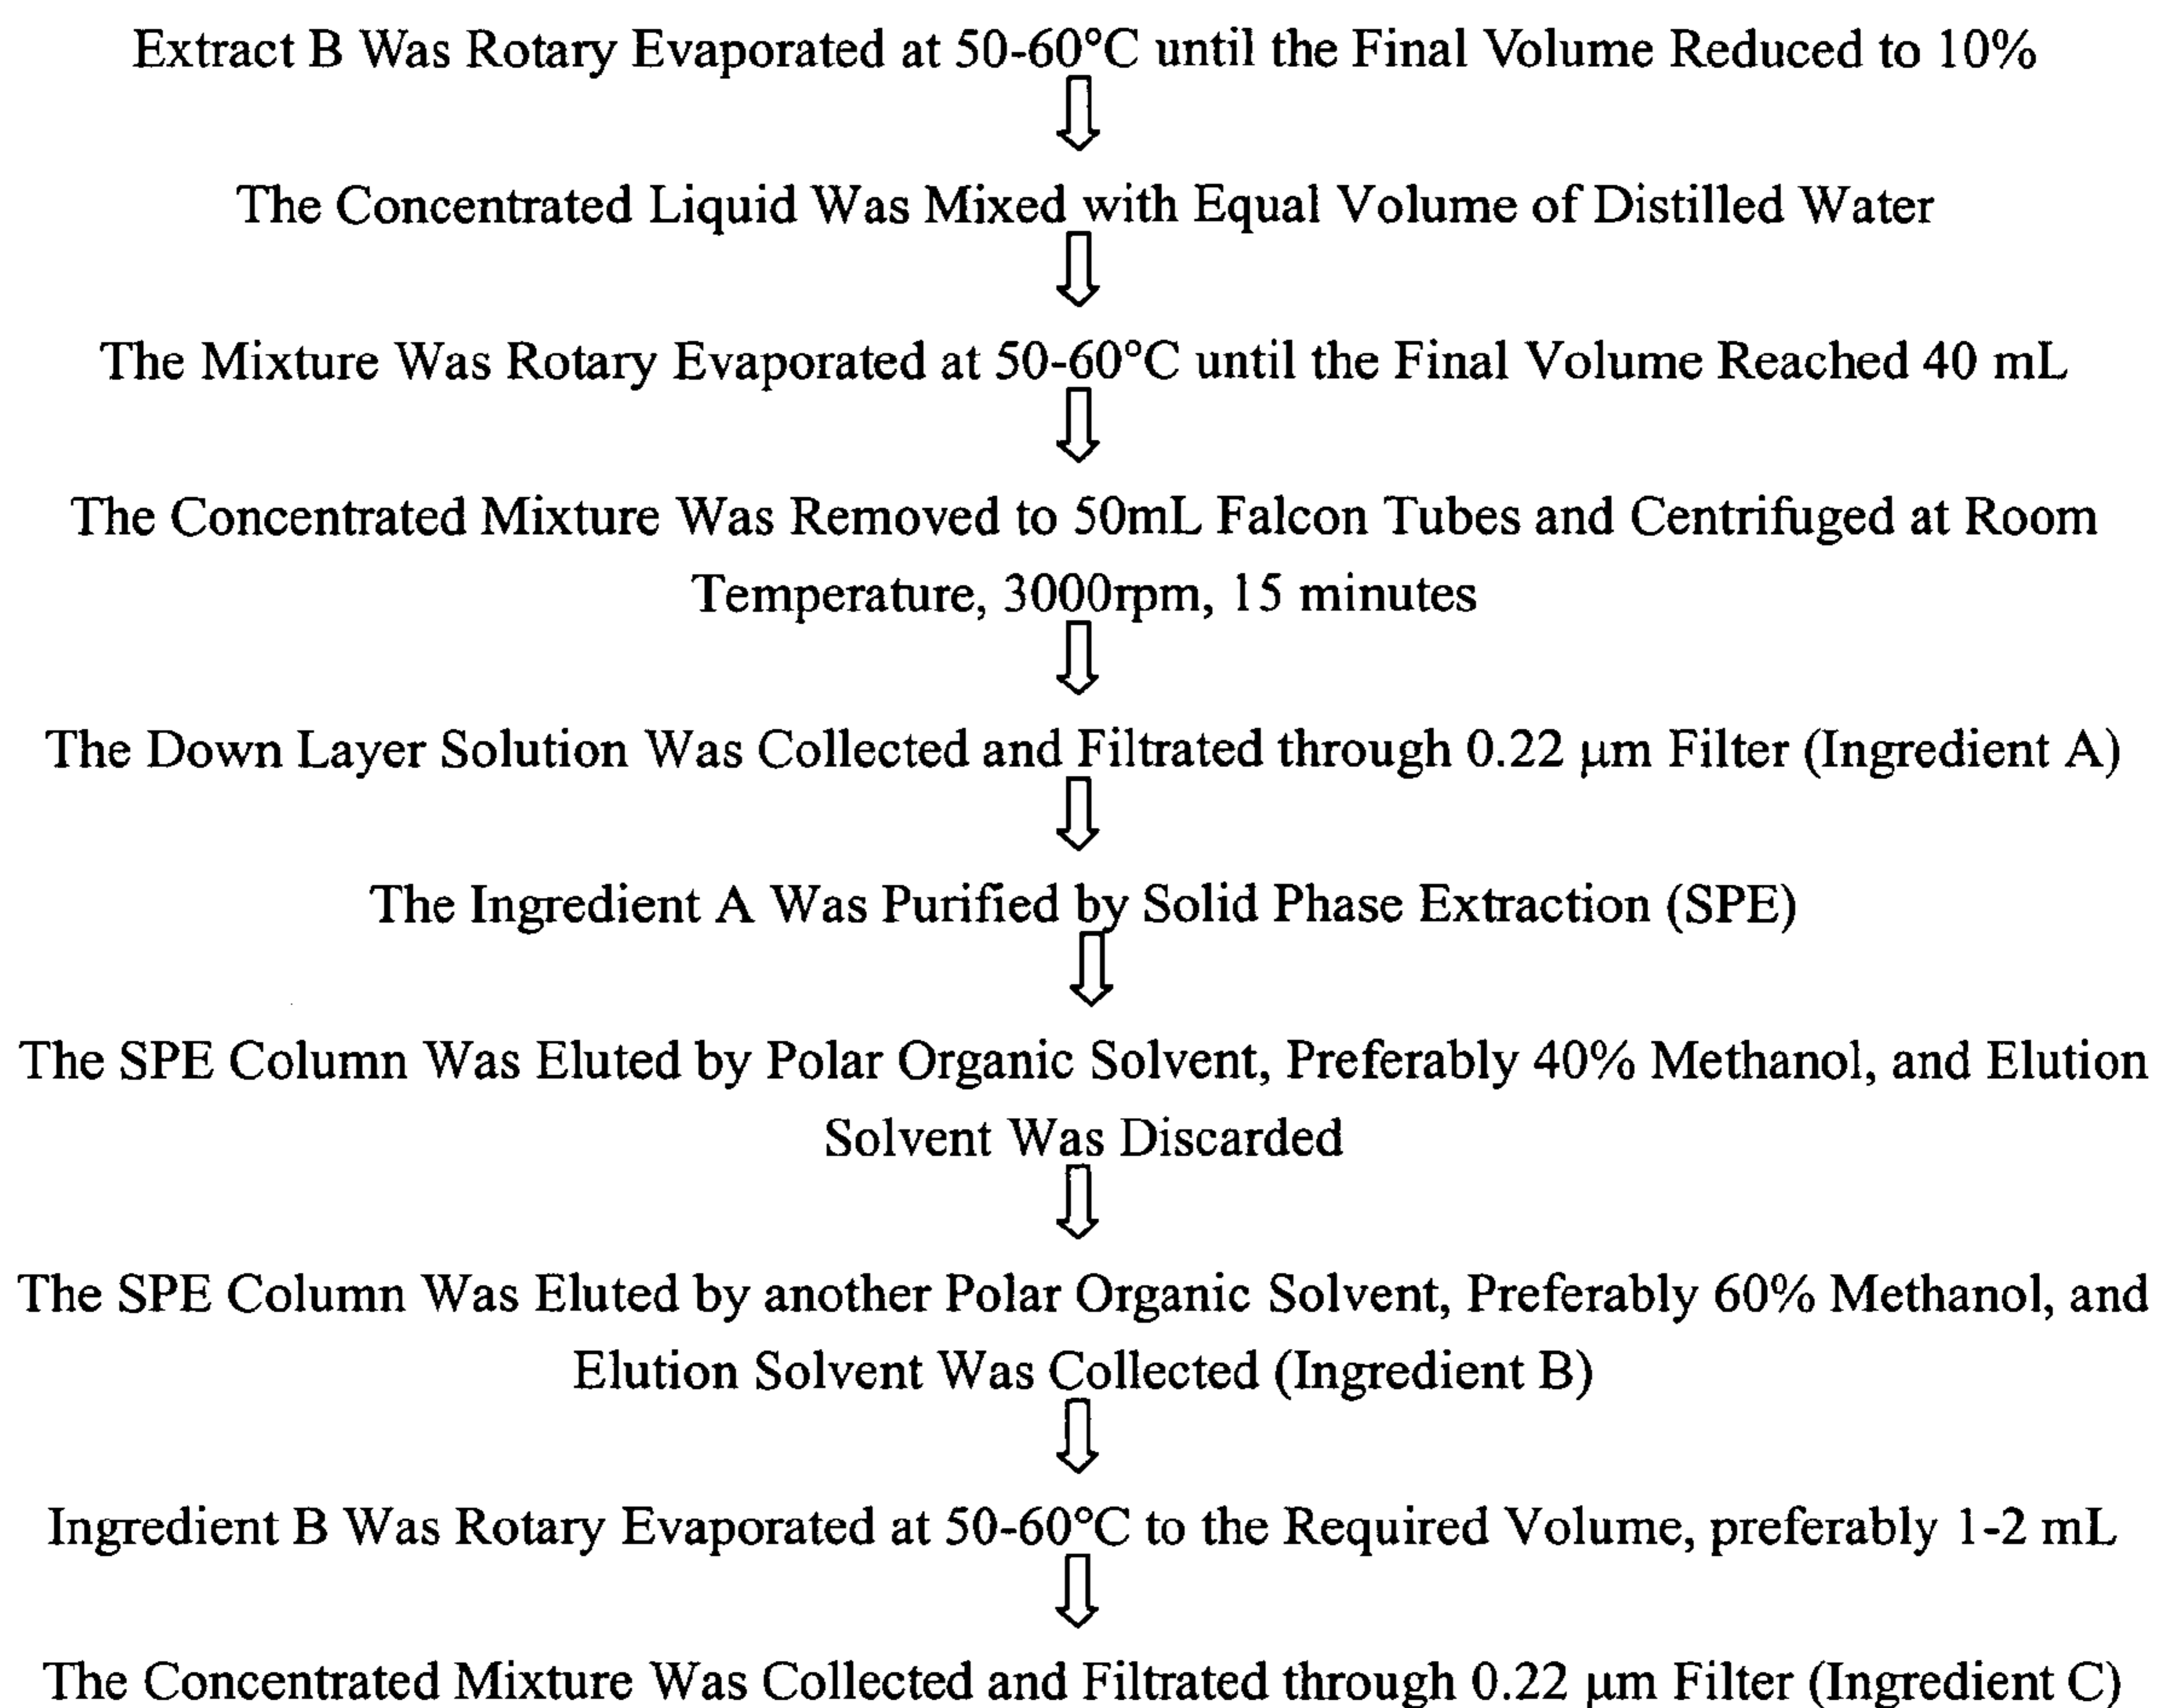 Extract B Was Rotary Evaporated at 50-60°C until the Final Volume Reduced to 10%
The Concentrated Liquid Was Mixed with Equal Volume of Distilled Water
The Mixture Was Rotary Evaporated at 50-60°C until the Final Volume Reached 40 mL
The Concentrated Mixture Was Removed to 50mL Falcon Tubes and Centrifuged at Room
Temperature, 3000rpm, 15 minutes
The Down Layer Solution Was Collected and Filtrated through 0.22 μm Filter (Ingredient A)
The Ingredient A Was Purified by Solid Phase Extraction (SPE)
The SPE Column Was Eluted by Polar Organic Solvent, Preferably 40% Methanol, and Elution
Solvent Was Discarded
The SPE Column Was Eluted by another Polar Organic Solvent, Preferably 60% Methanol, and
Elution Solvent Was Collected (Ingredient B)
Ingredient B Was Rotary Evaporated at 50-60°C to the Required Volume, preferably 1-2 mL
The Concentrated Mixture Was Collected and Filtrated through 0.22 μm Filter (Ingredient C)